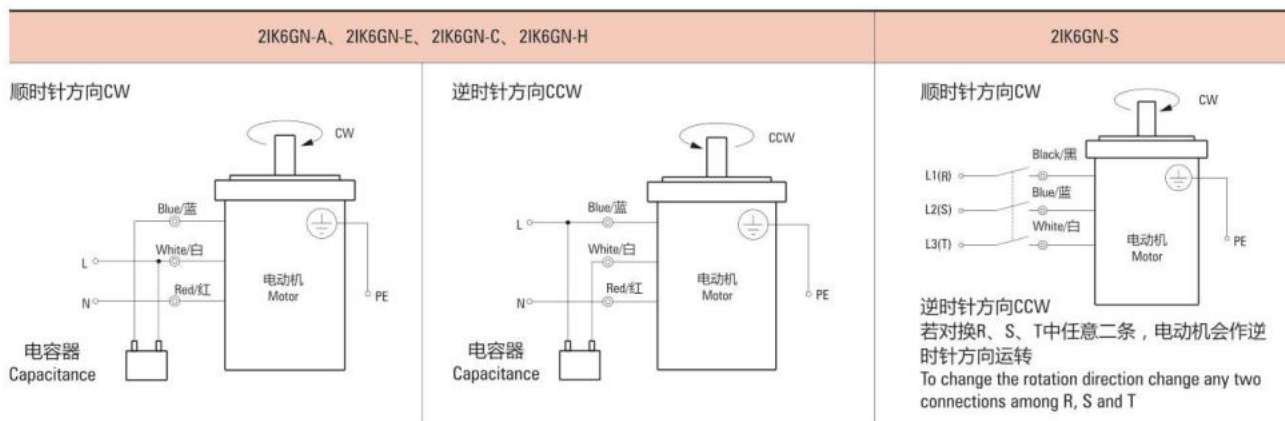 2IK6GN-A、2IK6GN-E、2IK6GN-C、2IK6GN-H
2IK6GN-S
顺时针方向CW
CW
Blue/蓝
White/白
L
Red/红
N
电动机
Motor
PE
电容器
Capacitance
逆时针方向CCW
CCW
L
Blue/蓝
White/白
N
Red/红
电动机
Motor
PE
电容器
Capacitance
顺时针方向CW
CW
Black/黑
L1(R)
Blue/蓝
L2(S)
White/白
L3(T)
电动机
Motor
PE
逆时针方向CCW
若对换R、S、T中任意二条，电动机会作逆
时针方向运转
To change the rotation direction change any two
connections among R, S and T